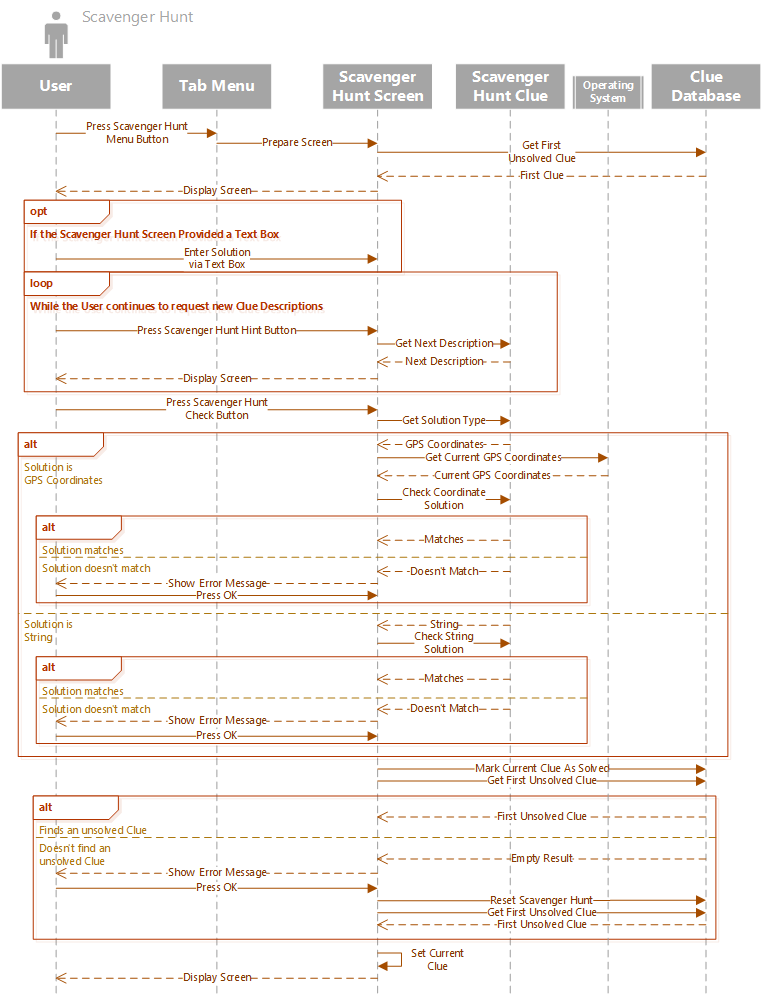 Scavenger Hunt
User
Tab Menu
Scavenger
Hunt Screen
Scavenger
Hunt Clue
Operating
System
Clue
Database
Press Scavenger Hunt
Menu Button
Prepare Screen
Get First
Unsolved Clue
First Clue
Display Screen
opt
If the Scavenger Hunt Screen Provided a Text Box
Enter Solution
via Text Box
loop
While the User continues to request new Clue Descriptions
Press Scavenger Hunt Hint Button
Get Next Description
Next Description
Display Screen
Press Scavenger Hunt
Check Button
Get Solution Type
alt
GPS Coordinates
Solution is
GPS Coordinates
Get Current GPS Coordinates
Current GPS Coordinates
Check Coordinate
Solution
alt
Matches
Solution matches
Solution doesn't match
Doesn't Match
Show Error Message
Press OK
Solution is
String
String
Check String
Solution
alt
Matches
Solution matches
Solution doesn't match
Doesn't Match
Show Error Message
Press OK
Mark Current Clue As Solved
Get First Unsolved Clue
alt
First Unsolved Clue
Finds an unsolved Clue
Doesn't find an
unsolved Clue
Empty Result
Show Error Message
Press OK
Reset Scavenger Hunt
Get First Unsolved Clue
First Unsolved Clue
Set Current
Clue
Display Screen